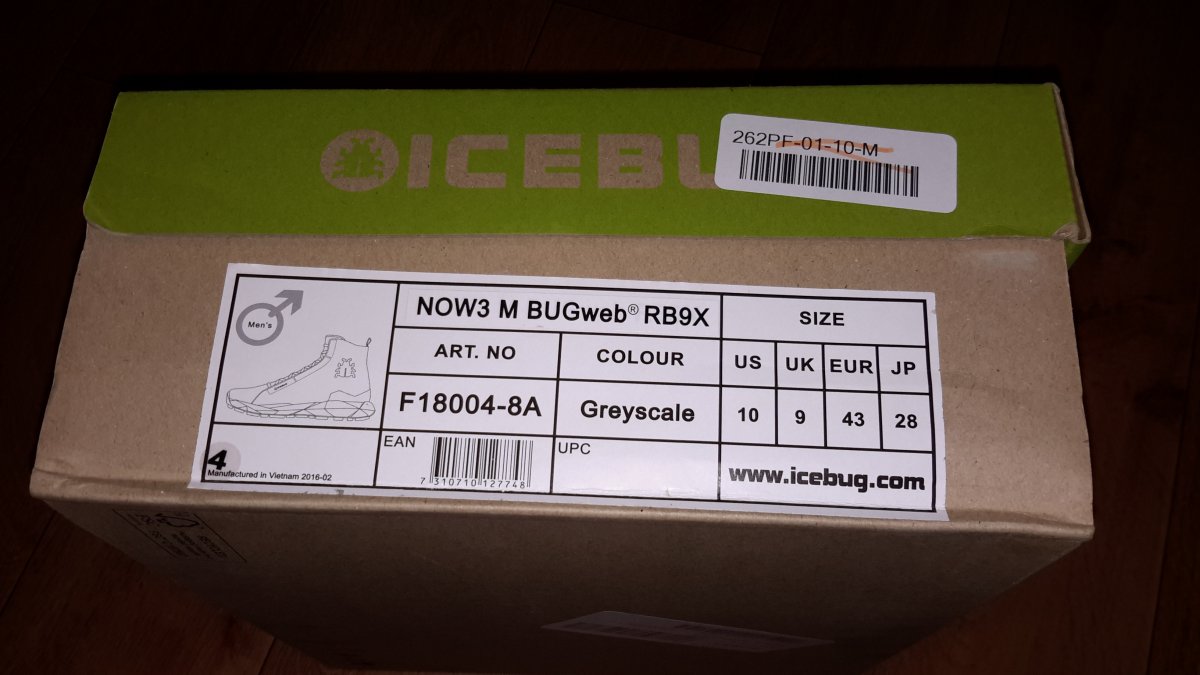 ICEBU
262PF-01-10-M
Men's
NOW3 M BUGweb® RB9X
SIZE
ART. NO
COLOUR
US
UK
EUR
JP
F18004-8A
Greyscale
10
9
43
28
4
Manufactured in Vietnam 2016-02
EAN
7 310710 127748
UPC
www.icebug.com